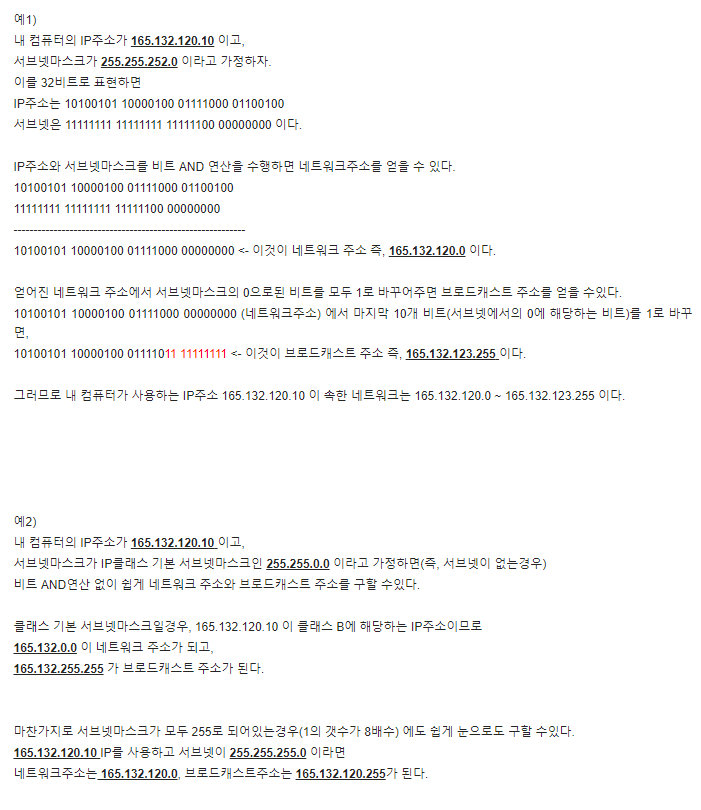 예1)
내 컴퓨터의 IP주소가 165.132.120.10 이고,
서브넷마스크가 255.255.252.0 이라고 가정하자.
이를 32비트로 표현하면
IP주소는 10100101 10000100 01111000 01100100
서브넷은 11111111 11111111 11111100 00000000 이다.
IP주소와 서브넷마스크를 비트 AND 연산을 수행하면 네트워크주소를 얻을 수 있다.
10100101 10000100 01111000 01100100
11111111 11111111 11111100 00000000
----------------------------------------------------------
10100101 10000100 01111000 00000000 <- 이것이 네트워크 주소 즉, 165.132.120.0 이다.
얻어진 네트워크 주소에서 서브넷마스크의 0으로된 비트를 모두 1로 바꾸어주면 브로드캐스트 주소를 얻을 수있다.
10100101 10000100 01111000 00000000 (네트워크주소) 에서 마지막 10개 비트(서브넷에서의 0에 해당하는 비트)를 1로 바꾸
면,
10100101 10000100 01111011 11111111 <- 이것이 브로드캐스트 주소 즉, 165.132.123.255 이다.
그러므로 내 컴퓨터가 사용하는 IP주소 165.132.120.10 이 속한 네트워크는 165.132.120.0 ~ 165.132.123.255 이다.
예2)
내 컴퓨터의 IP주소가 165.132.120.10 이고,
서브넷마스크가 IP클래스 기본 서브넷마스크인 255.255.0.0 이라고 가정하면(즉, 서브넷이 없는경우)
비트 AND연산 없이 쉽게 네트워크 주소와 브로드캐스트 주소를 구할 수있다.
클래스 기본 서브넷마스크일경우, 165.132.120.10 이 클래스 B에 해당하는 IP주소이므로
165.132.0.0 이 네트워크 주소가 되고,
165.132.255.255 가 브로드캐스트 주소가 된다.
마찬가지로 서브넷마스크가 모두 255로 되어있는경우(1의 갯수가 8배수) 에도 쉽게 눈으로도 구할 수있다.
165.132.120.10 IP를 사용하고 서브넷이 255.255.255.0 이라면
네트워크주소는 165.132.120.0, 브로드캐스트주소는 165.132.120.255가 된다.